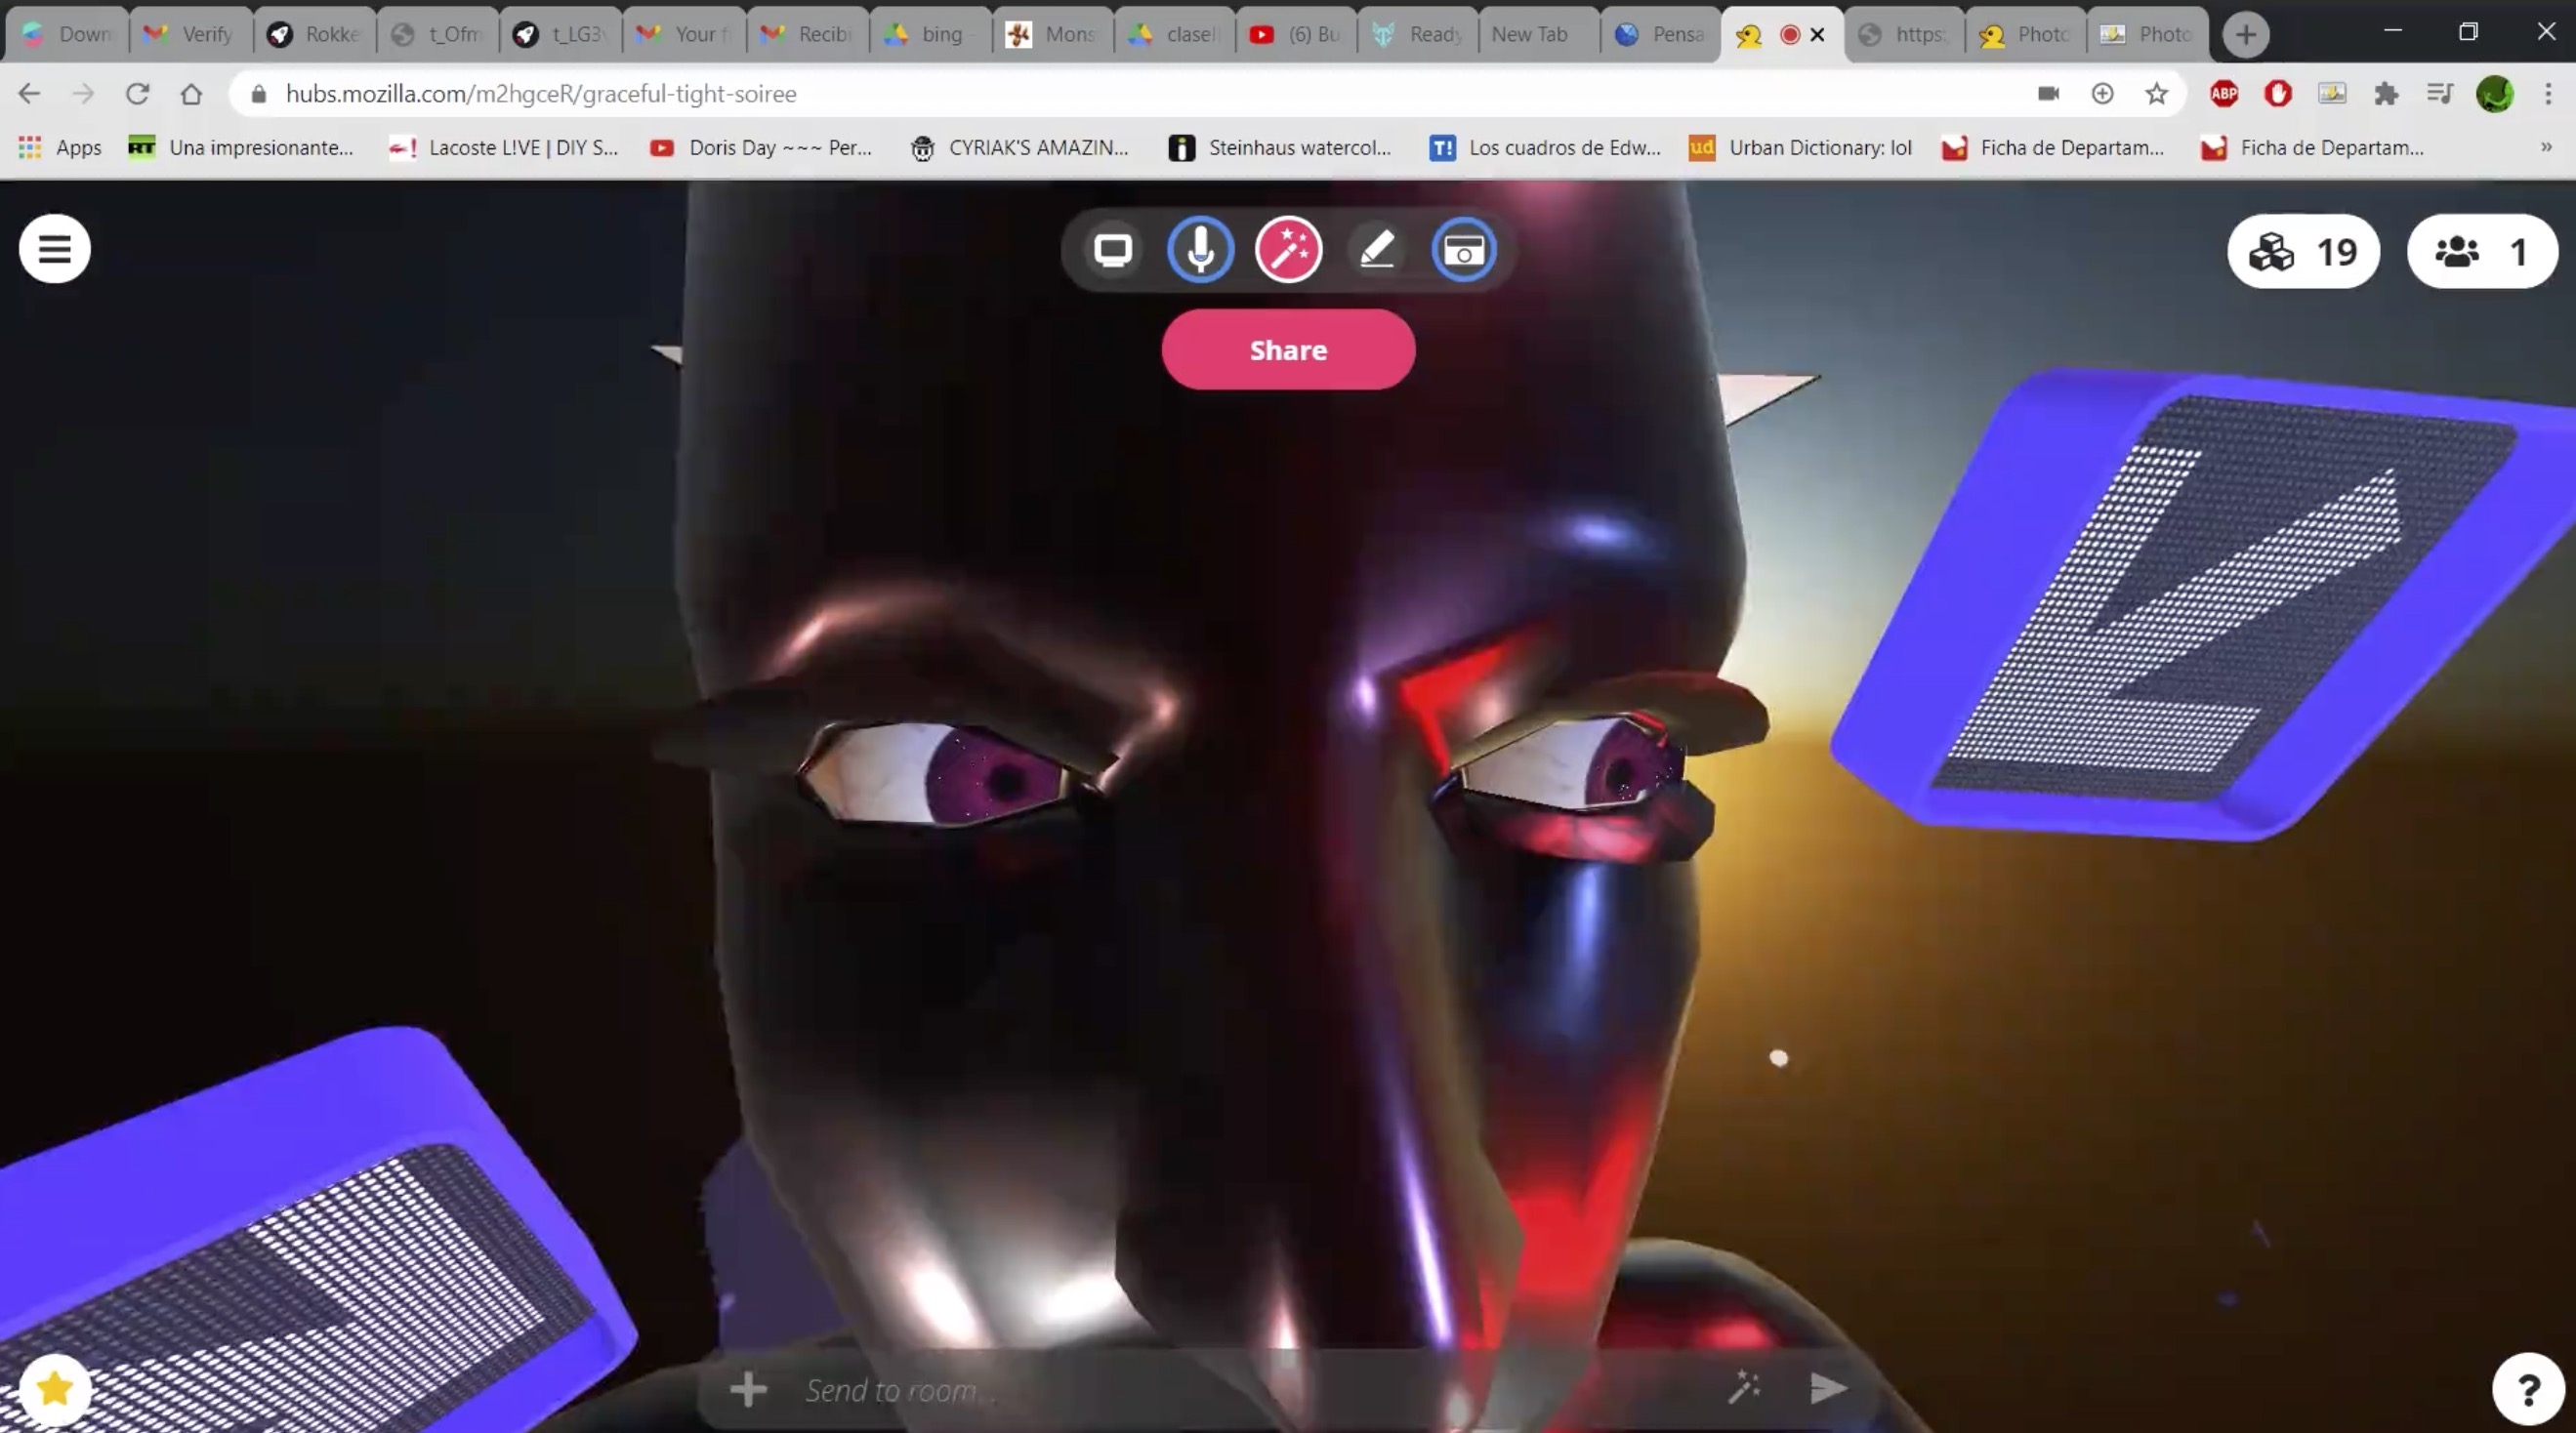 Down
Verify
Rokke
t_Ofm
t_LG3
Your f
Recibi
bing -
Mons
clasell
(6) Bu
Ready
New Tab
Pensa
https:
Photo
Photo
hubs.mozilla.com/m2hgceR/graceful-tight-soiree
ABP
Apps
RT
Una impresionante...
Lacoste L!VE | DIY S...
Doris Day ~~~ Per...
CYRIAK'S AMAZIN...
Steinhaus watercol...
T!
Los cuadros de Edw...
ud
Urban Dictionary: lol
Ficha de Departam...
Ficha de Departam...
»
19
1
Share
Send to room...
?